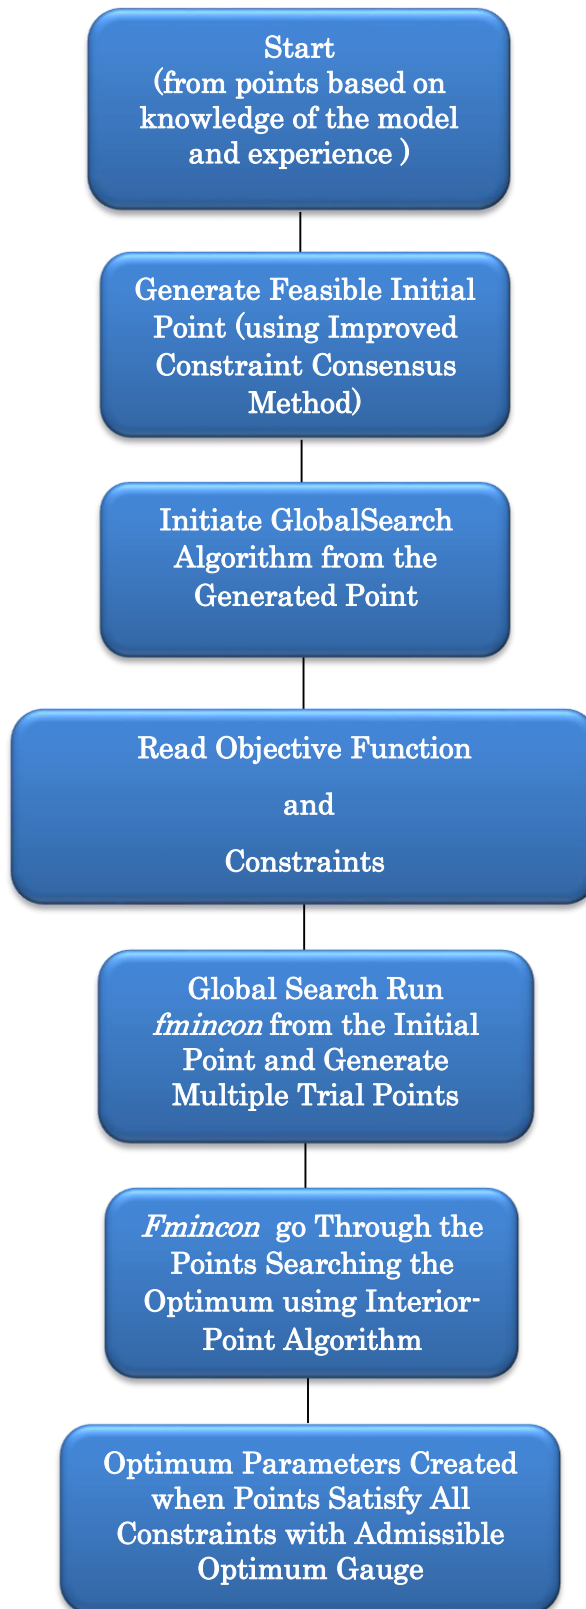 Start
(from points based on
knowledge of the model
and experience )
Generate Feasible Initial
Point (using Improved
Constraint Consensus
Method)
Initiate GlobalSearch
Algorithm from the
Generated Point
Read Objective Function
and
Constraints
Global Search Run
fmincon from the Initial
Point and Generate
Multiple Trial Points
Fmincon go Through the
Points Searching the
Optimum using Interior-
Point Algorithm
Optimum Parameters Created
when Points Satisfy All
Constraints with Admissible
Optimum Gauge